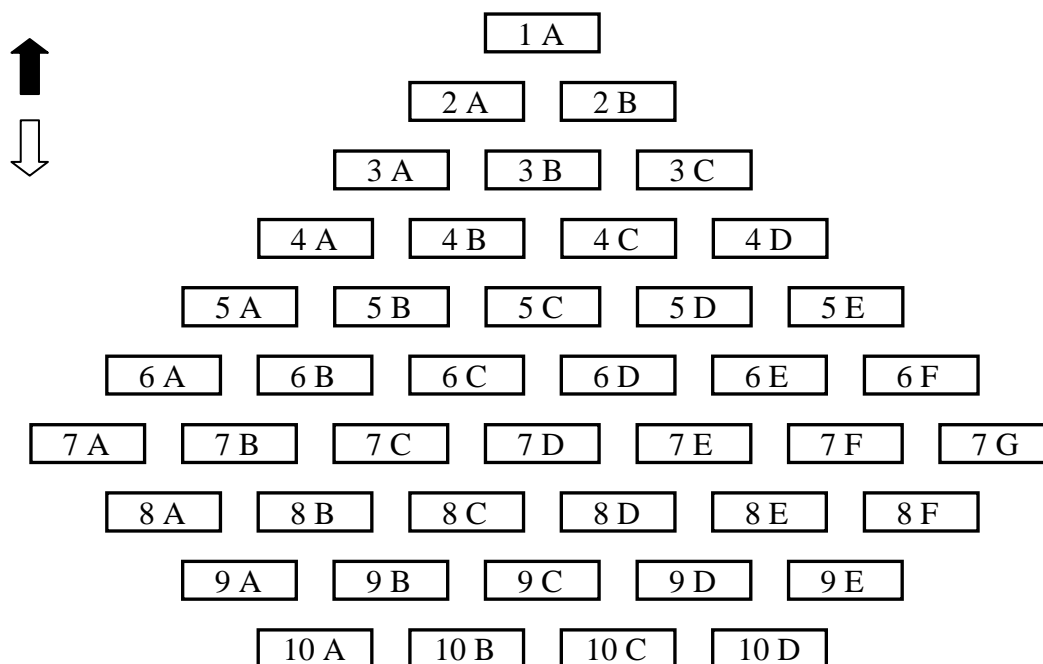 1 A
2 A 2 B
3 A 3 B 3 C
4 A 4 B 4 C 4 D
5 A 5 B 5 C 5 D 5 E
6 A 6 B 6 C 6 D 6 E 6 F
7 A 7 B 7 C 7 D 7 E 7 F 7 G
8 A 8 B 8 C 8 D 8 E 8 F
9 A 9 B 9 C 9 D 9 E
10 A 10 B 10 C 10 D